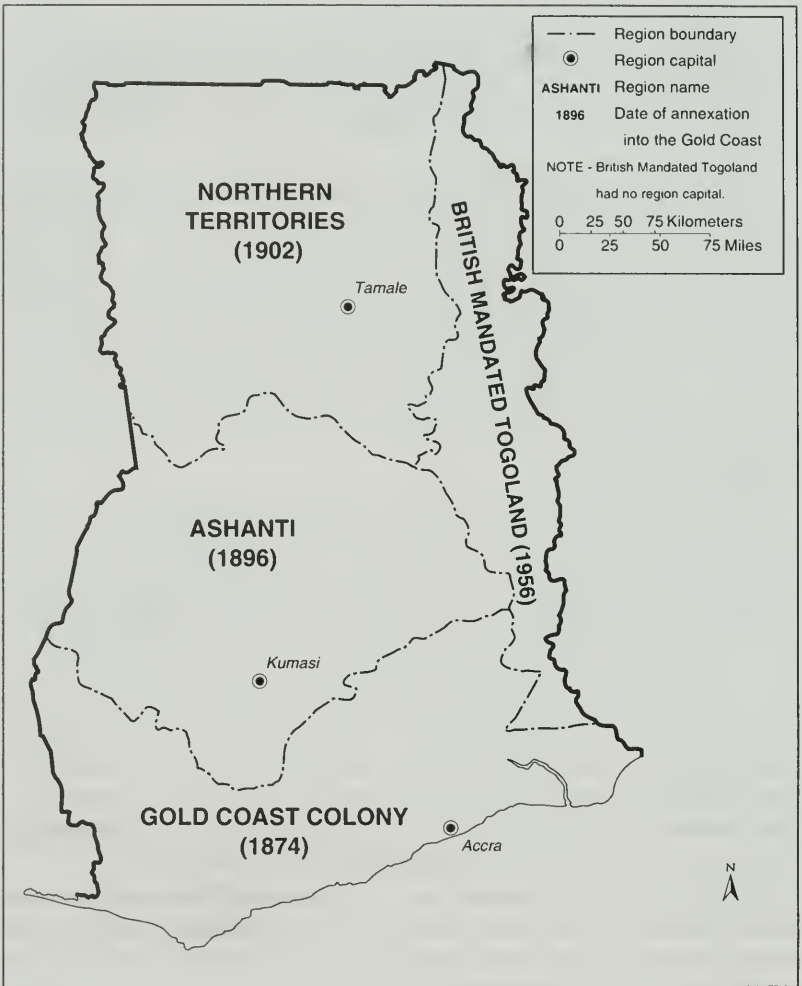 Region boundary
Region capital
ASHANTI Region name
1896 Date of annexation
into the Gold Coast
NOTE - British Mandated Togoland
had no region capital.
0 25 50 75 Kilometers
0 25 50 75 Miles
NORTHERN
TERRITORIES
(1902)
Tamale
BRITISH MANDATED TOGOLAND (1956)
ASHANTI
(1896)
Kumasi
GOLD COAST COLONY
(1874)
Accra
N